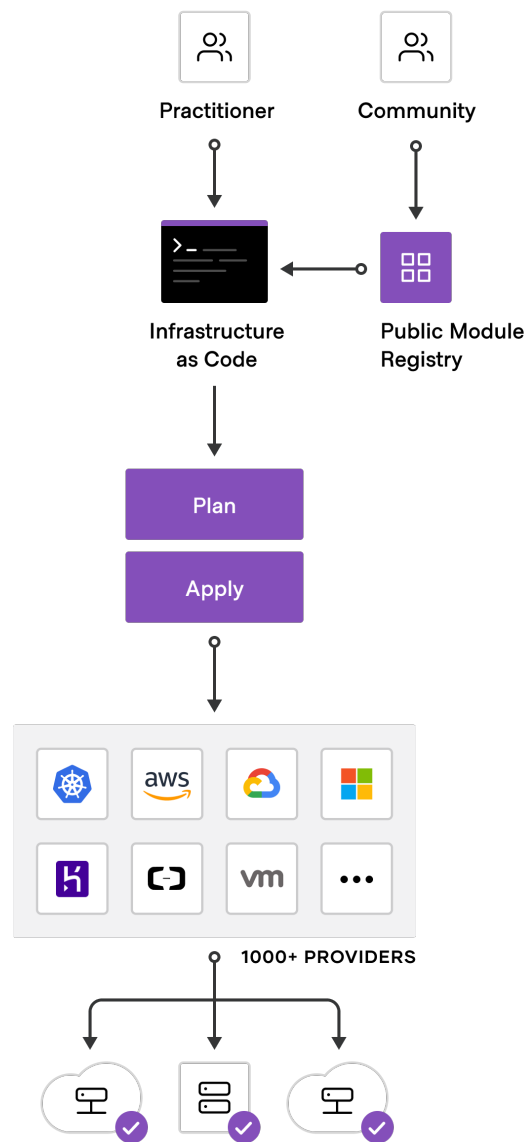 Practitioner
Community
Infrastructure
as Code
Public Module
Registry
Plan
Apply
aws
vm
1000+ PROVIDERS